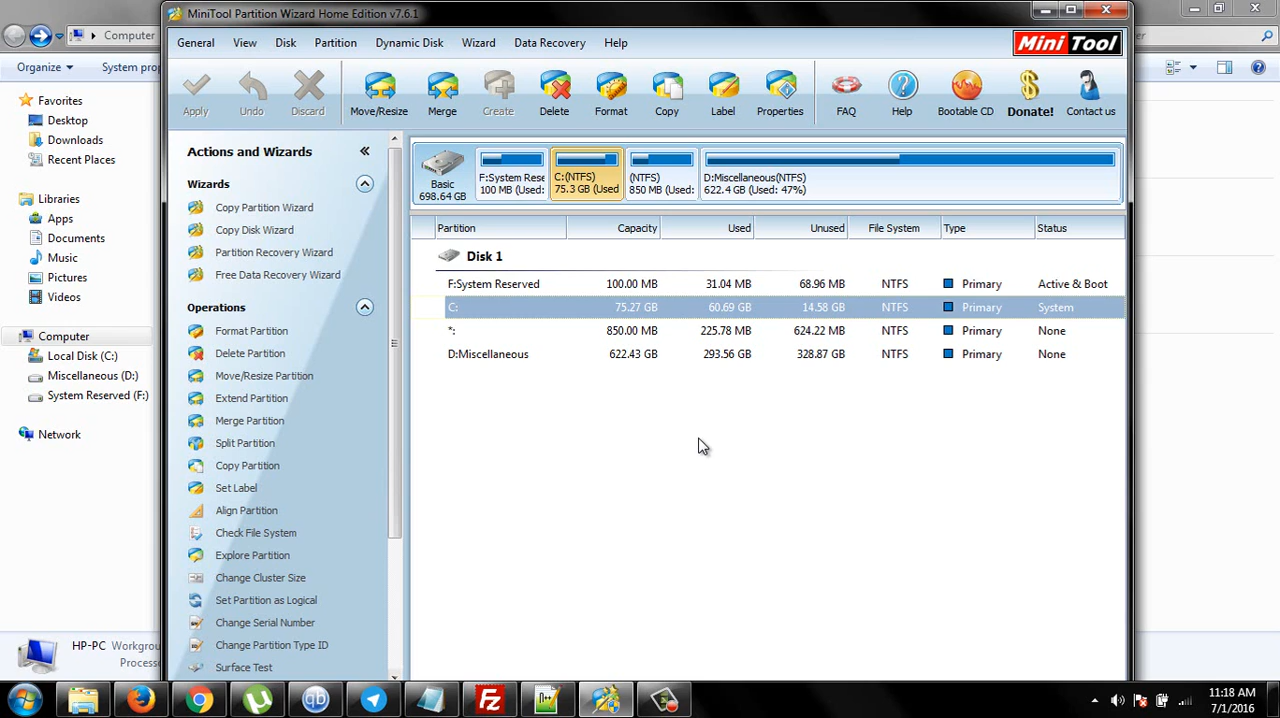 MiniTool Partition Wizard Home Edition v7.6.1
Computer
General View Disk Partition Dynamic Disk Wizard Data Recovery Help
Mini Tool
Organize System prop
Apply Undo Discard Move/Resize Merge Create Delete Format Copy Label Properties FAQ Help Bootable CD Donate! Contact us
Favorites
Desktop
Downloads
Recent Places
Libraries
Apps
Documents
Music
Pictures
Videos
Computer
Local Disk (C:)
Miscellaneous (D:)
System Reserved (F:)
Network
HP-PC Workgrou
Processo
Actions and Wizards
Wizards
Copy Partition Wizard
Copy Disk Wizard
Partition Recovery Wizard
Free Data Recovery Wizard
Operations
Format Partition
Delete Partition
Move/Resize Partition
Extend Partition
Merge Partition
Split Partition
Copy Partition
Set Label
Align Partition
Check File System
Explore Partition
Change Cluster Size
Set Partition as Logical
Change Serial Number
Change Partition Type ID
Surface Test
Basic
698.64 GB
F:System Rese
100 MB (Used:
C:(NTFS)
75.3 GB (Used
(NTFS)
850 MB (Used:
D:Miscellaneous(NTFS)
622.4 GB (Used: 47%)
Partition Capacity Used Unused File System Type Status
Disk 1
F:System Reserved 100.00 MB 31.04 MB 68.96 MB NTFS Primary Active & Boot
C: 75.27 GB 60.69 GB 14.58 GB NTFS Primary System
*: 850.00 MB 225.78 MB 624.22 MB NTFS Primary None
D:Miscellaneous 622.43 GB 293.56 GB 328.87 GB NTFS Primary None
11:18 AM
7/1/2016